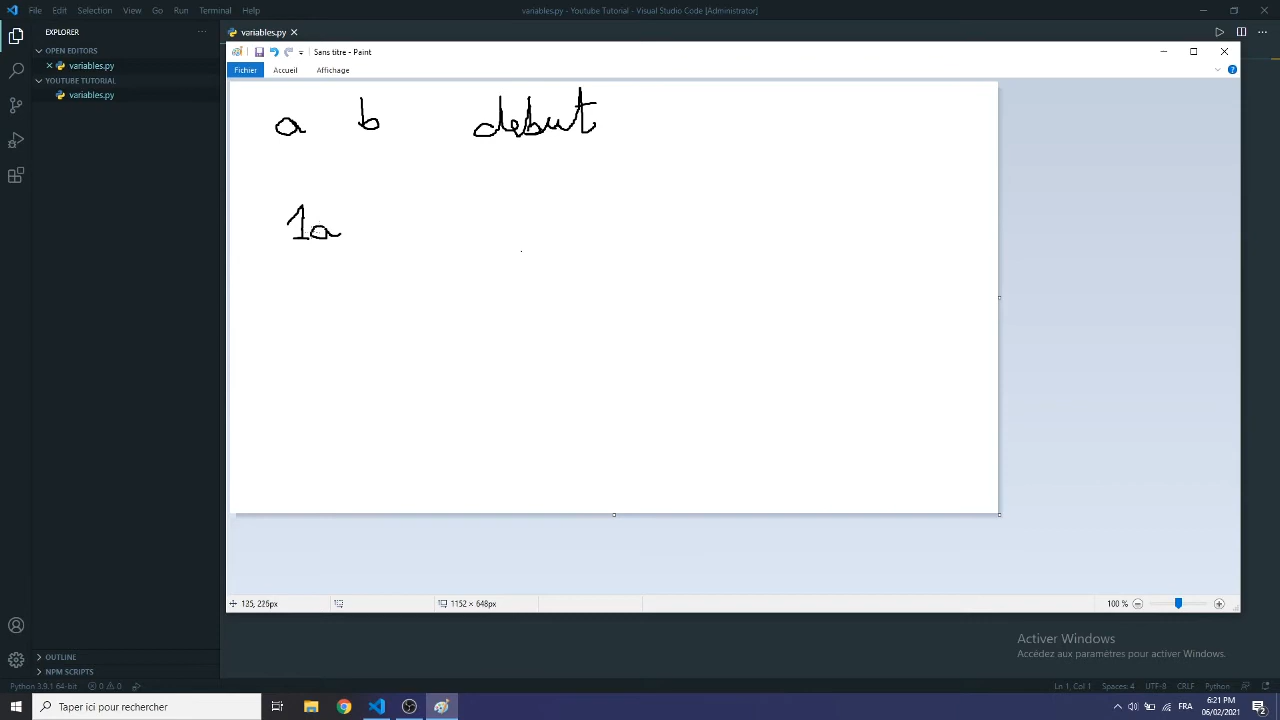 File Edit Selection View Go Run Terminal Help variables.py - Youtube Tutorial - Visual Studio Code [Administrator]
EXPLORER
variables.py
OPEN EDITORS
variables.py
YOUTUBE TUTORIAL
variables.py
Sans titre - Paint
Fichier Accueil Affichage
a b debut
1a
135, 226px 1152 × 648px 100 %
Activer Windows
Accédez aux paramètres pour activer Windows.
OUTLINE
NPM SCRIPTS
Python 3.9.1 64-bit 0 0 Ln 1, Col 1 Spaces: 4 UTF-8 CRLF Python
Taper ici pour rechercher
FRA
6:21 PM
06/02/2021
2